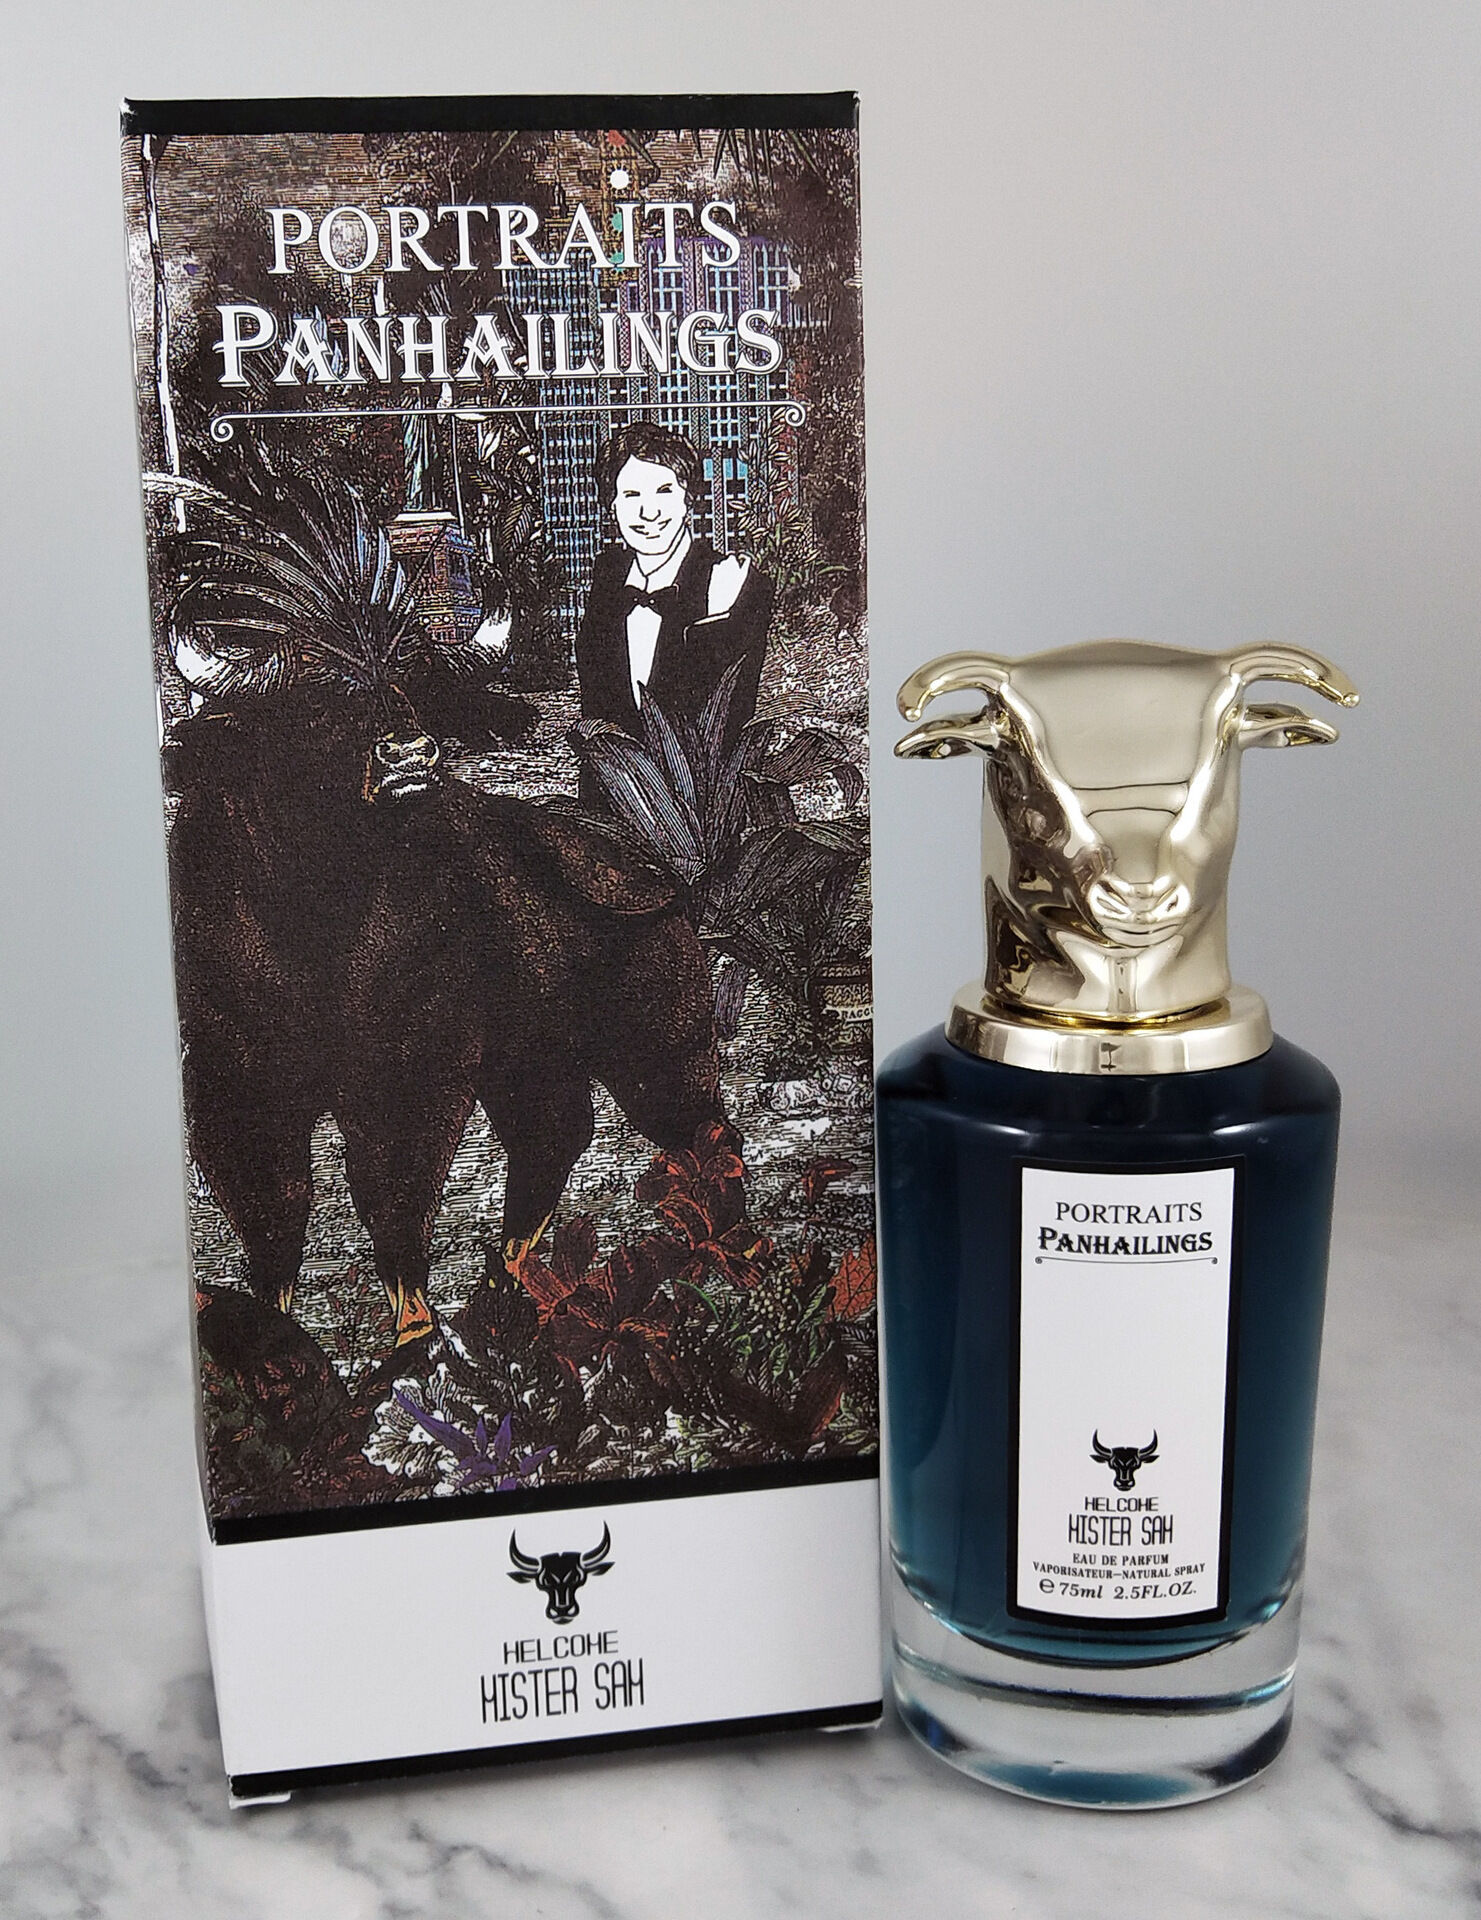 PORTRAITS
PANHAILINGS
HELCOHE
HISTER SAH
PORTRAITS
PANHAILINGS
HELCOHE
HISTER SAH
EAU DE PARFUM
VAPORISATEUR—NATURAL SPRAY
e 75ml 2.5FL.OZ.